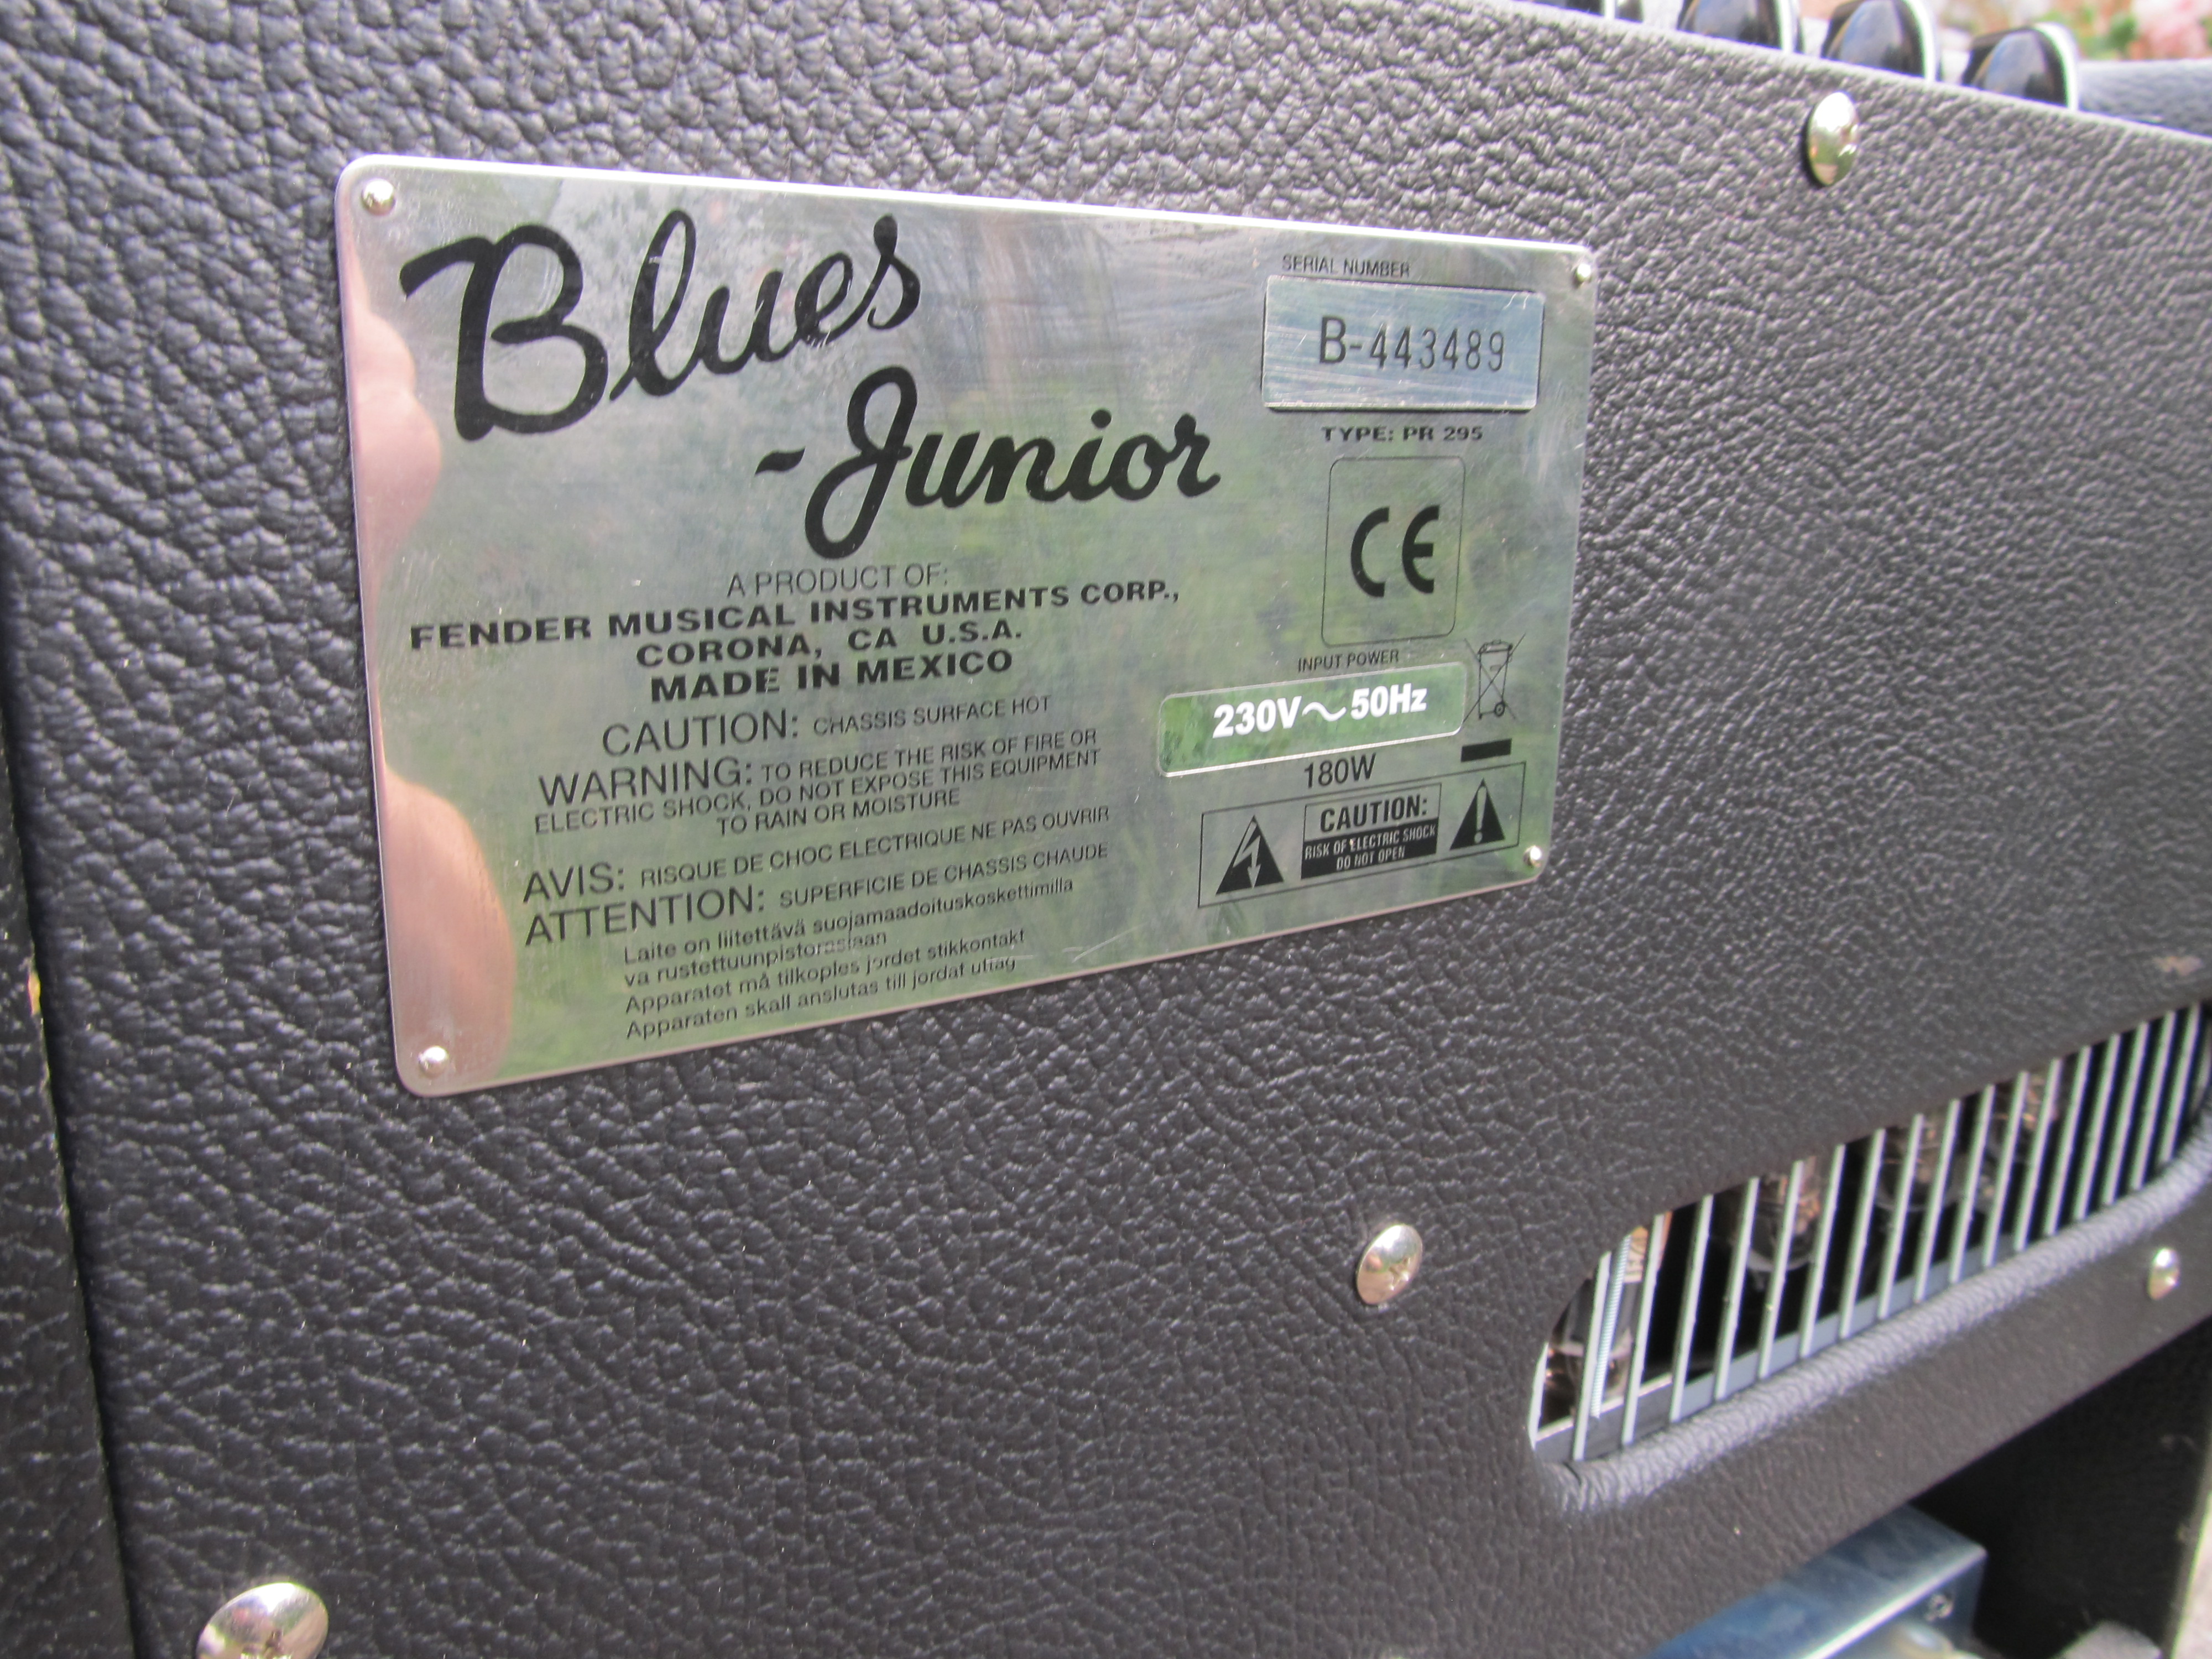 Blues
-Junior
A PRODUCT OF:
FENDER MUSICAL INSTRUMENTS CORP.,
CORONA, CA U.S.A.
MADE IN MEXICO
CAUTION: CHASSIS SURFACE HOT
WARNING: TO REDUCE THE RISK OF FIRE OR
ELECTRIC SHOCK, DO NOT EXPOSE THIS EQUIPMENT
TO RAIN OR MOISTURE
AVIS: RISQUE DE CHOC ELECTRIQUE NE PAS OUVRIR
ATTENTION: SUPERFICIE DE CHASSIS CHAUDE
Laite on liitettävä suojamaadoituskoskettimilla
va rustettuunpistorasiaan
Apparatet må tilkoples jordet stikkontakt
Apparaten skall anslutas till jordat uttag
SERIAL NUMBER
B-443489
TYPE: PR 295
CE
INPUT POWER
230V～50Hz
180W
CAUTION:
RISK OF ELECTRIC SHOCK
DO NOT OPEN